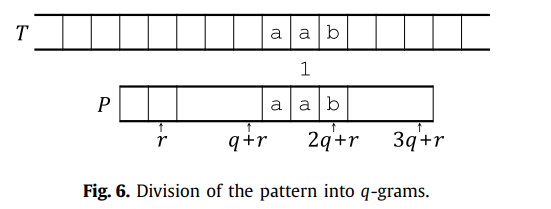 T a a b
1
P a a b
r q+r 2q+r 3q+r
Fig. 6. Division of the pattern into q-grams.